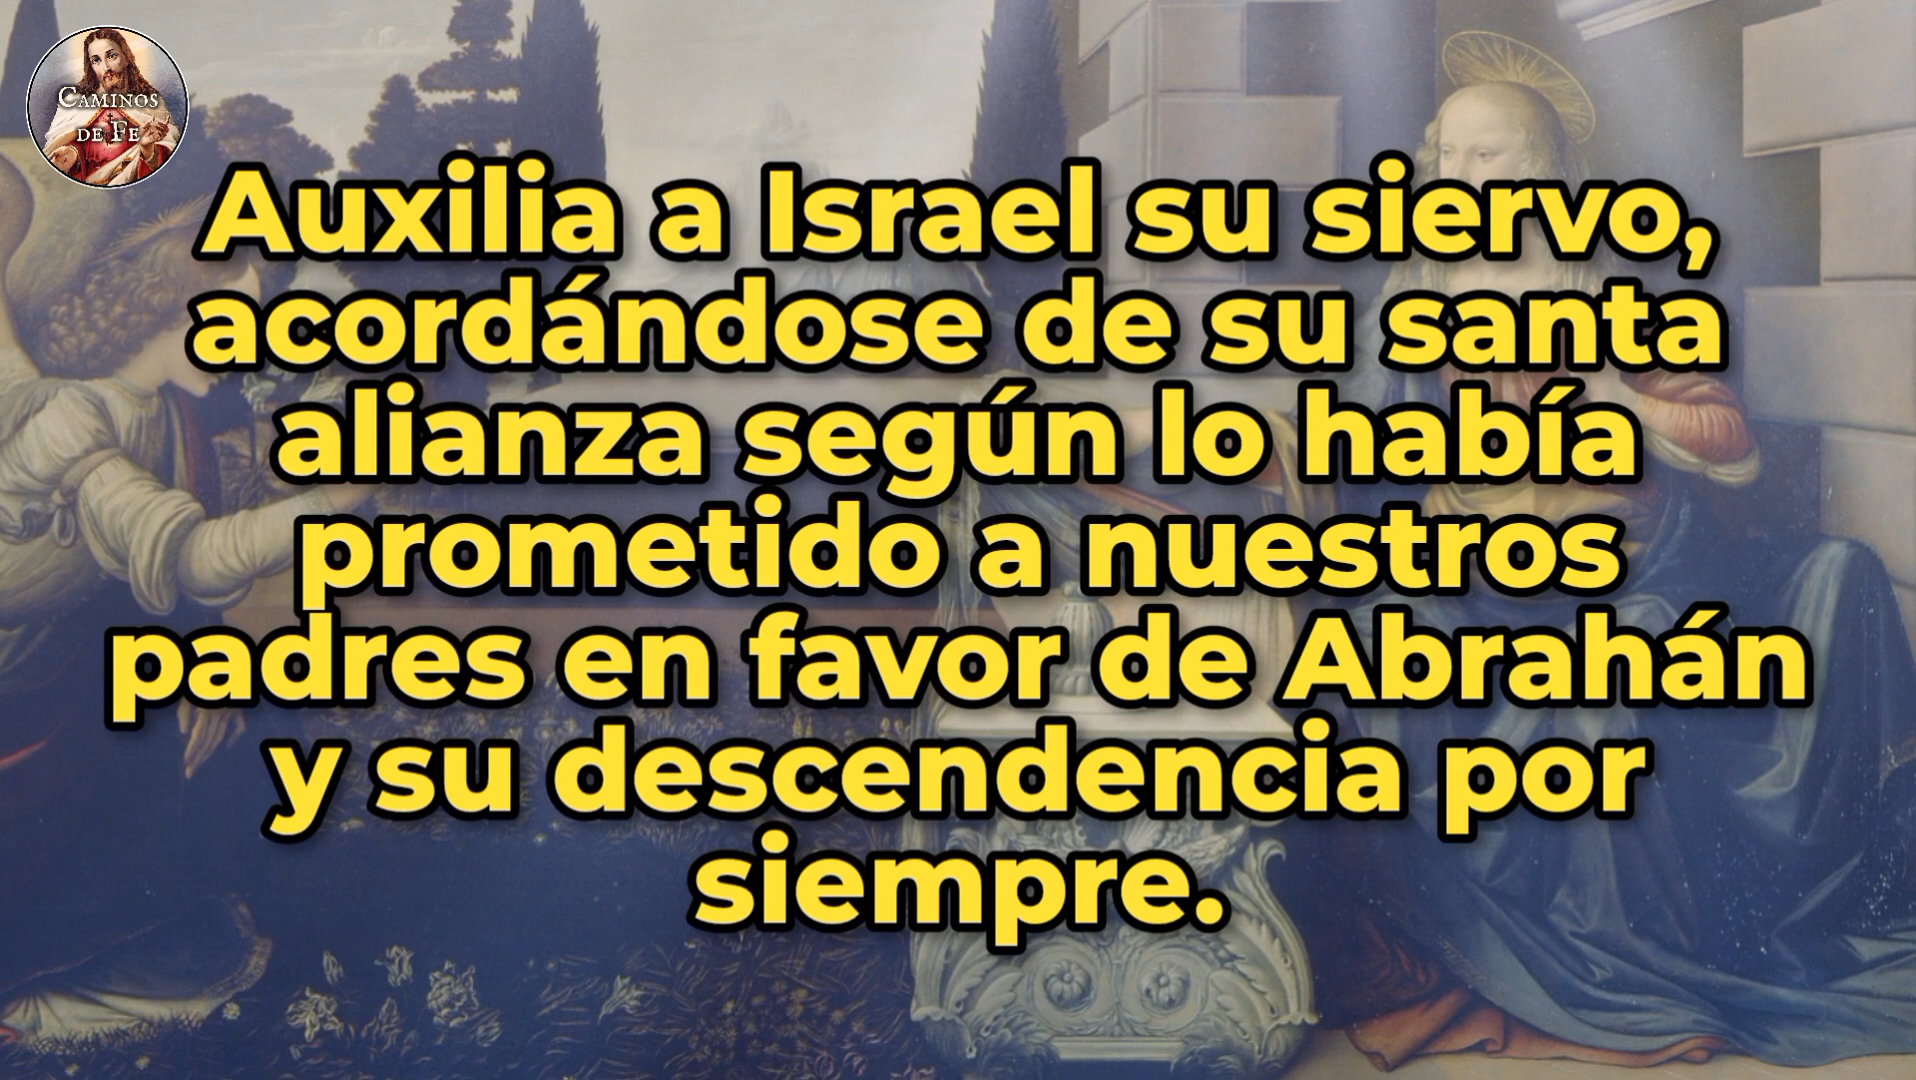 CAMINOS
DE FE
Auxilia a Israel su siervo,
acordándose de su santa
alianza según lo había
prometido a nuestros
padres en favor de Abrahán
y su descendencia por
siempre.